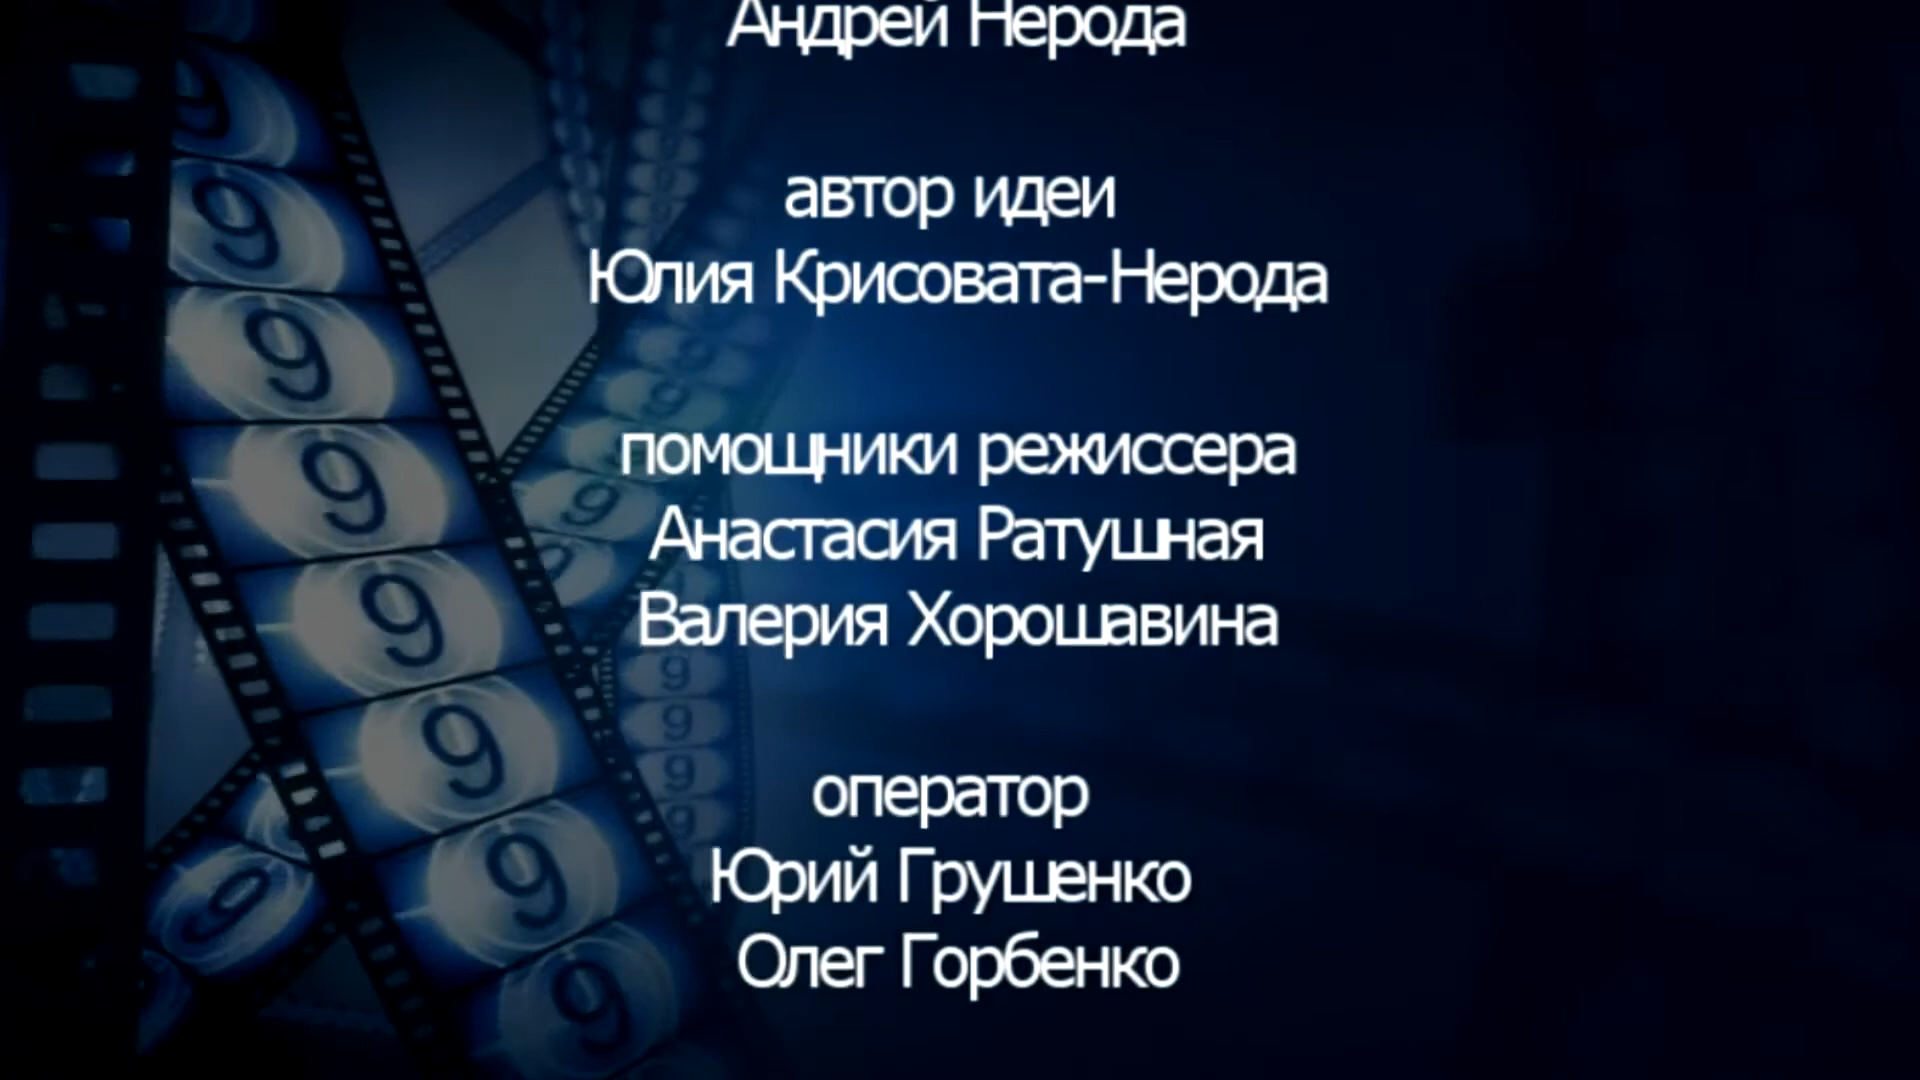 Андрей Нерода
автор идеи
Юлия Крисовата-Нерода
помощники режиссера
Анастасия Ратушная
Валерия Хорошавина
оператор
Юрий Грушенко
Олег Горбенко